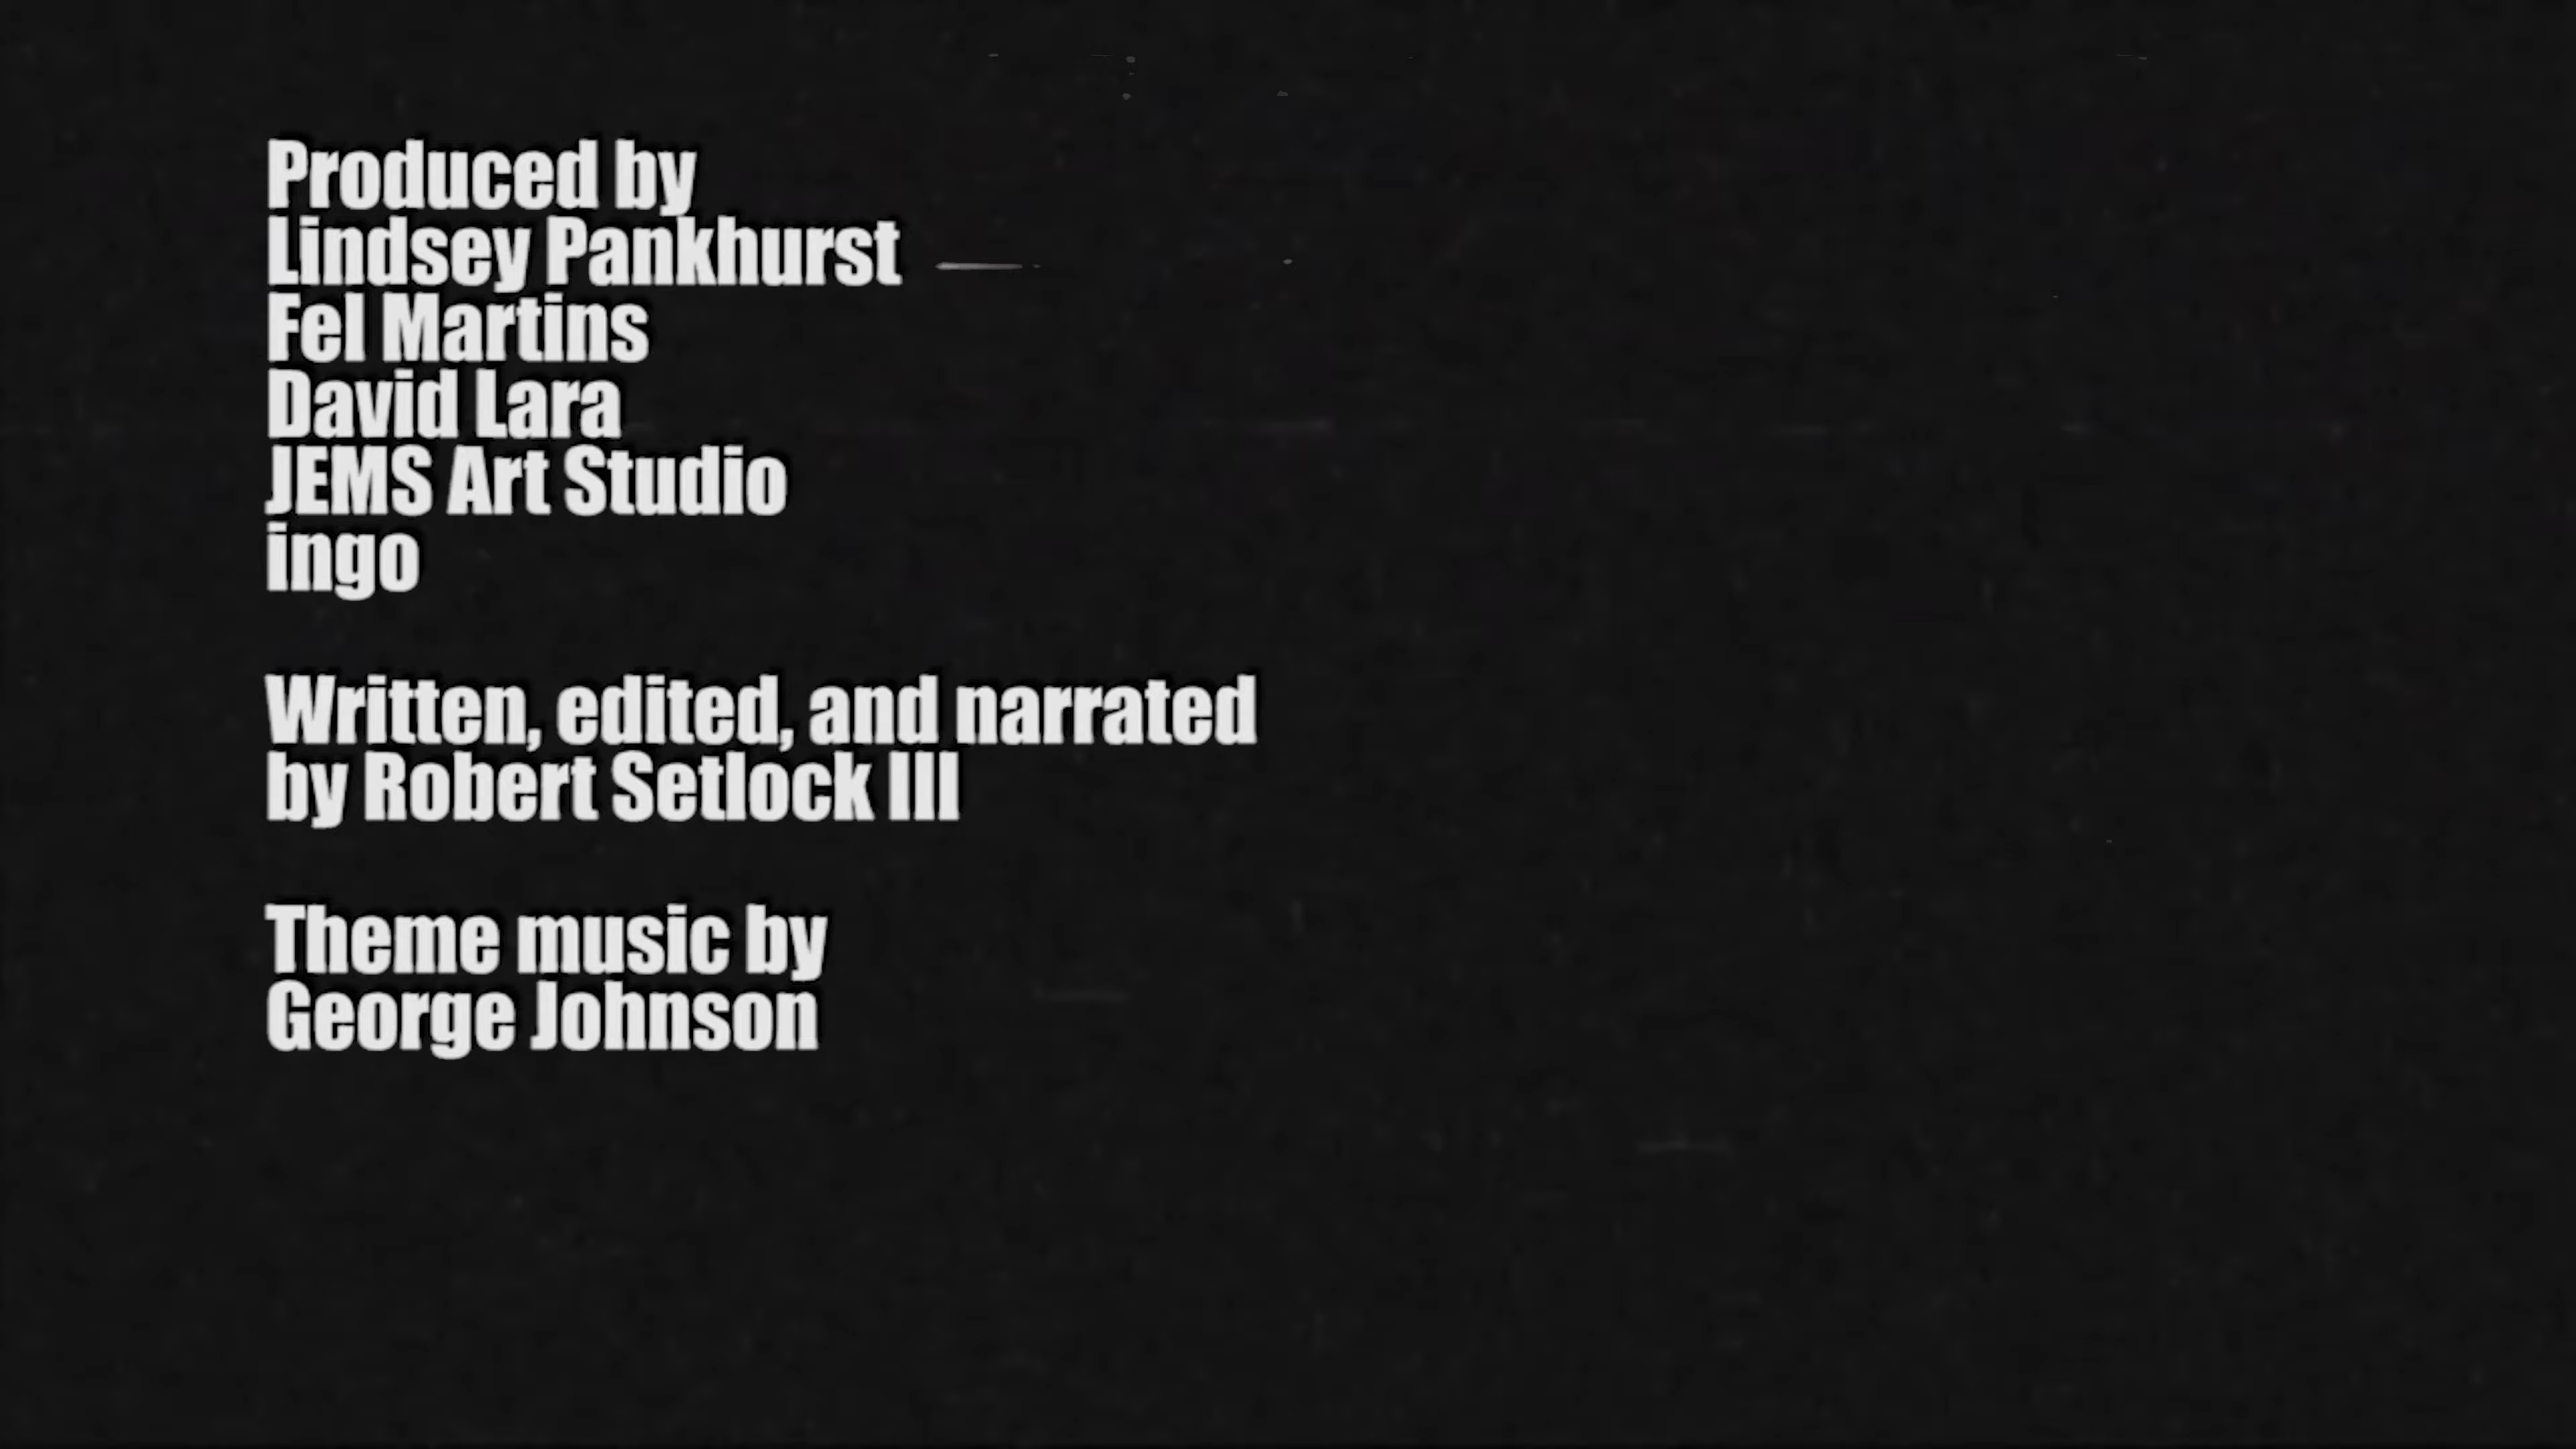 Produced by
Lindsey Pankhurst
Fel Martins
David Lara
JEMS Art Studio
ingo
Written, edited, and narrated
by Robert Setlock III
Theme music by
George Johnson